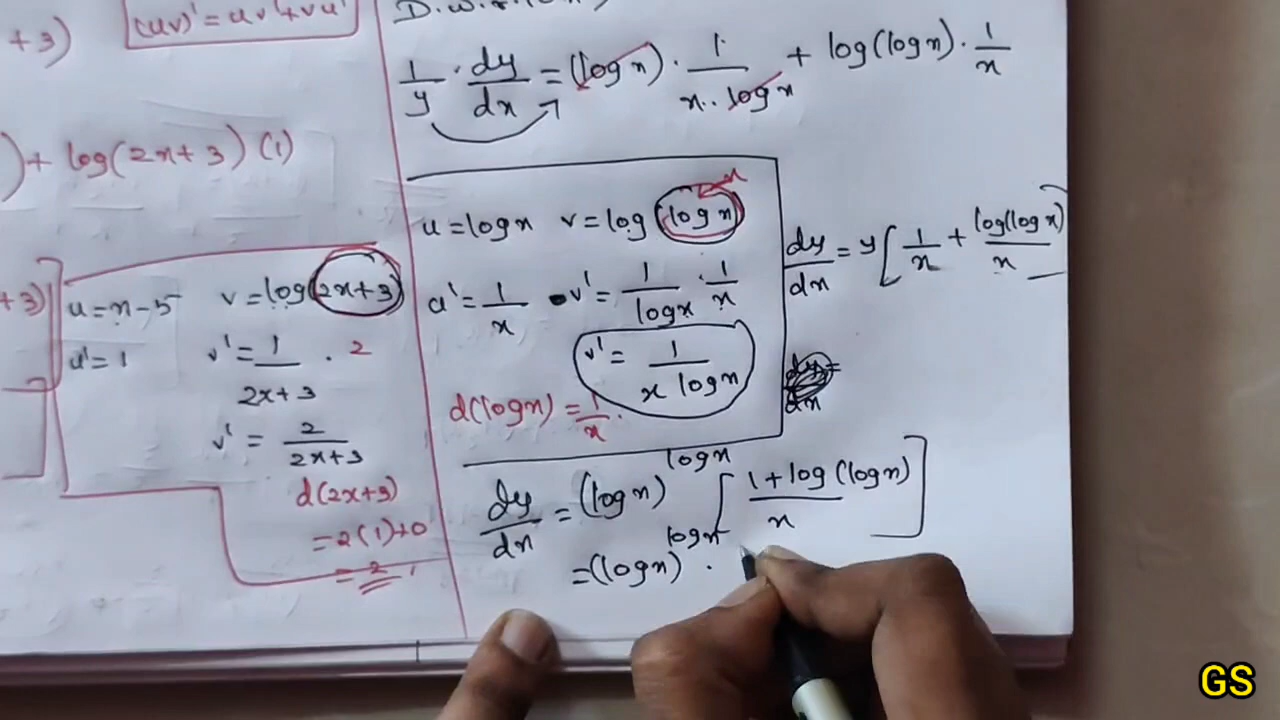 +3)
(uv)' = uv' + vu'
) + log(2x+3) (1)
+3)
u = x-5 v = log(2x+3)
u' = 1 v' = 1/2x+3 . 2
v' = 2/2x+3
d(2x+3)
= 2(1)+0
= 2
D.w.r.
1/y . dy/dx = (log x) . 1/x . log x + log(log x) . 1/x
x
u = log x v = log (log x)
u' = 1/x v' = 1/log x . 1/x
v' = 1/x log x
d(log x) = 1/x .
dy/dx = y [ 1/x + log(log x)/x ]
dy/dx = (log x)^log x [ 1 + log (log x)/x ]
= (log x)^log x .
GS